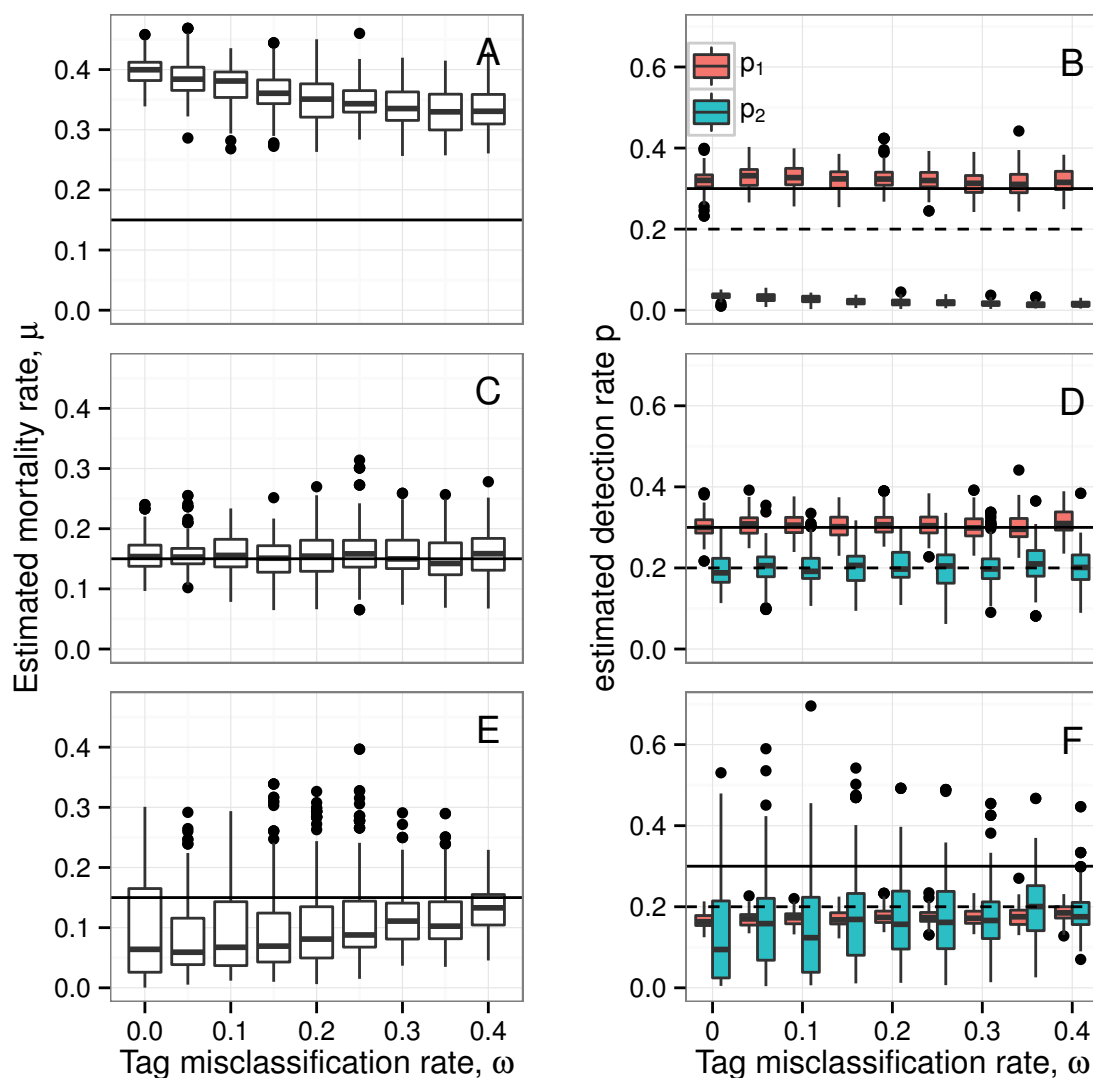 A
0.4
0.3
0.2
0.1
0.0
B
p1
p2
0.6
0.4
0.2
0.0
C
0.4
0.3
0.2
0.1
0.0
D
0.6
0.4
0.2
0.0
E
0.4
0.3
0.2
0.1
0.0
F
0.6
0.4
0.2
0.0
Estimated mortality rate, μ
estimated detection rate p
0.0 0.1 0.2 0.3 0.4
0 0.1 0.2 0.3 0.4
Tag misclassification rate, ω
Tag misclassification rate, ω